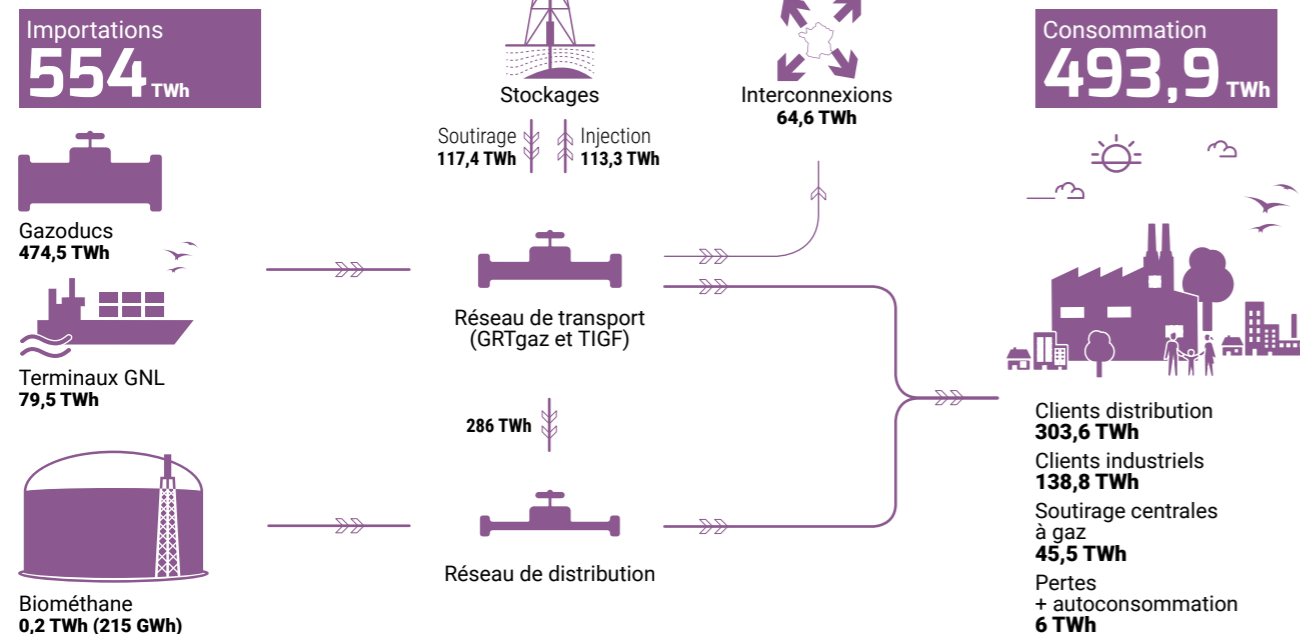 Importations
554 TWh
Gazoducs
474,5 TWh
Terminaux GNL
79,5 TWh
Biométhane
0,2 TWh (215 GWh)
Stockages
Soutirage
117,4 TWh
Injection
113,3 TWh
Réseau de transport
(GRTgaz et TIGF)
286 TWh
Réseau de distribution
Interconnexions
64,6 TWh
Consommation
493,9 TWh
Clients distribution
303,6 TWh
Clients industriels
138,8 TWh
Soutirage centrales
à gaz
45,5 TWh
Pertes
+ autoconsommation
6 TWh